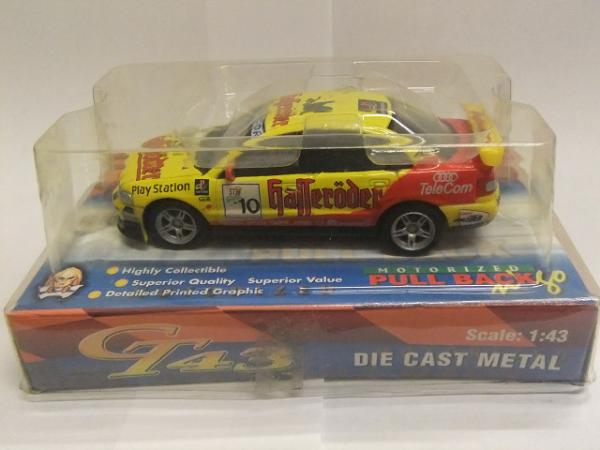 Play Station
STW
10
Hasseröder
TeleCom
Highly Collectible
Superior Quality Superior Value
Detailed Printed Graphic
MOTORIZED
PULL BACK
GT43
Scale: 1:43
DIE CAST METAL